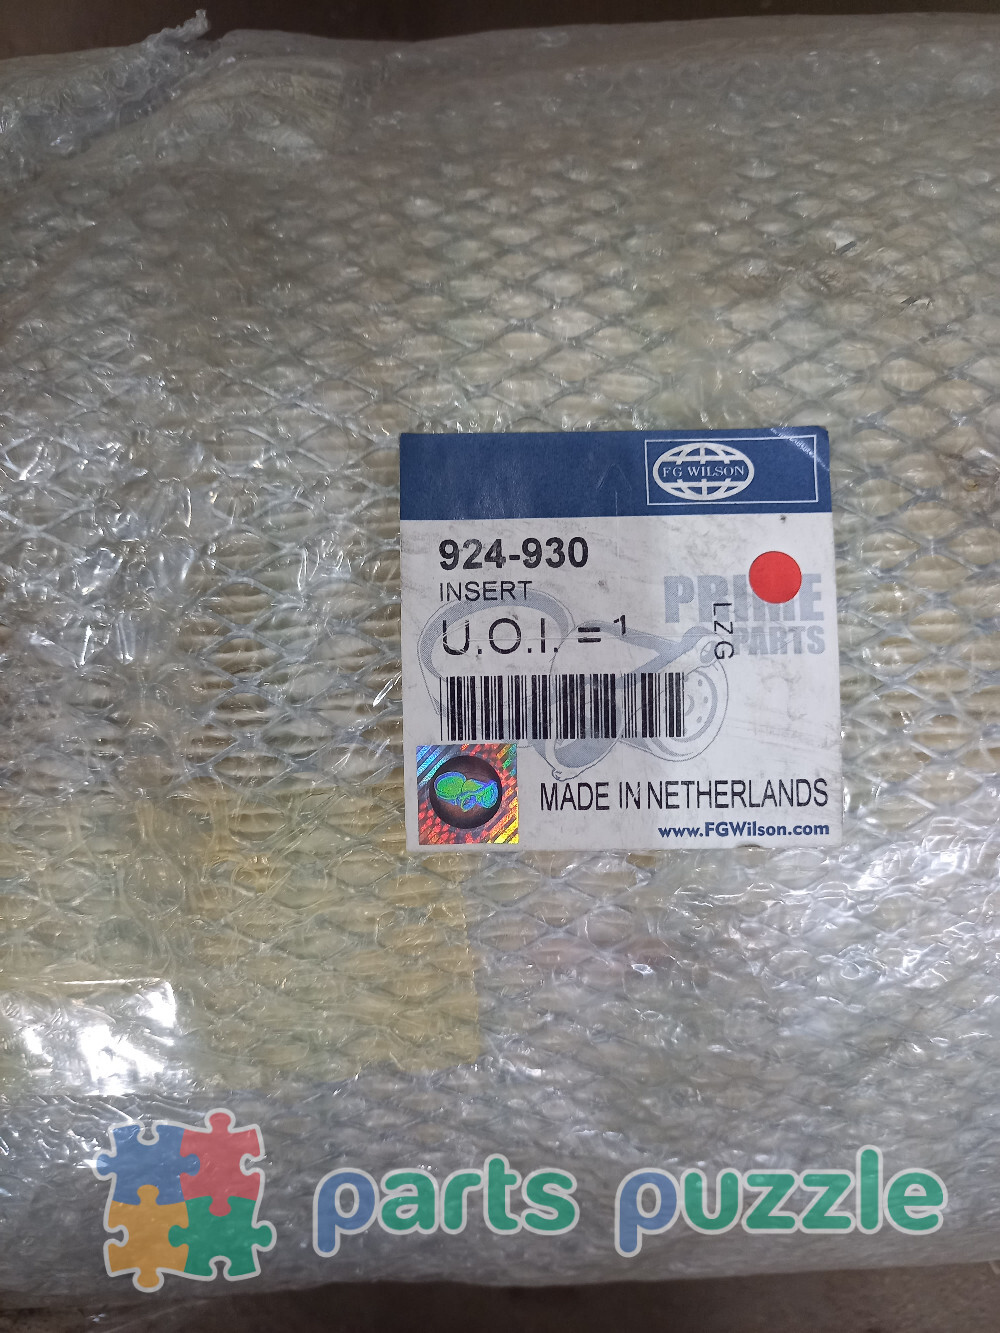 FG WILSON
924-930
INSERT
U.O.I. = 1
PRIME
PARTS
LZG
MADE IN NETHERLANDS
www.FGWilson.com
parts puzzle